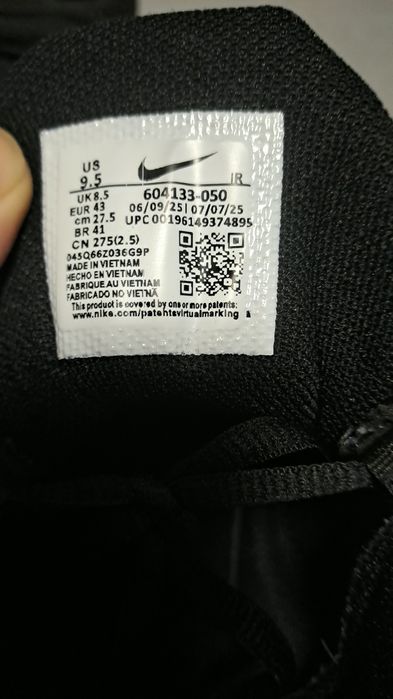 US
9.5
IR
UK 8.5
604133-050
EUR 43
06/09/25 | 07/07/25
cm 27.5
UPC 00196149374895
BR 41
CN 275(2.5)
045Q66Z036G9P
MADE IN VIETNAM
HECHO EN VIETNAM
FABRIQUE AU VIETNAM
FABRICADO NO VIETNÃ
This product is covered by one or more patents:
www.nike.com/patentsvirtualmarking